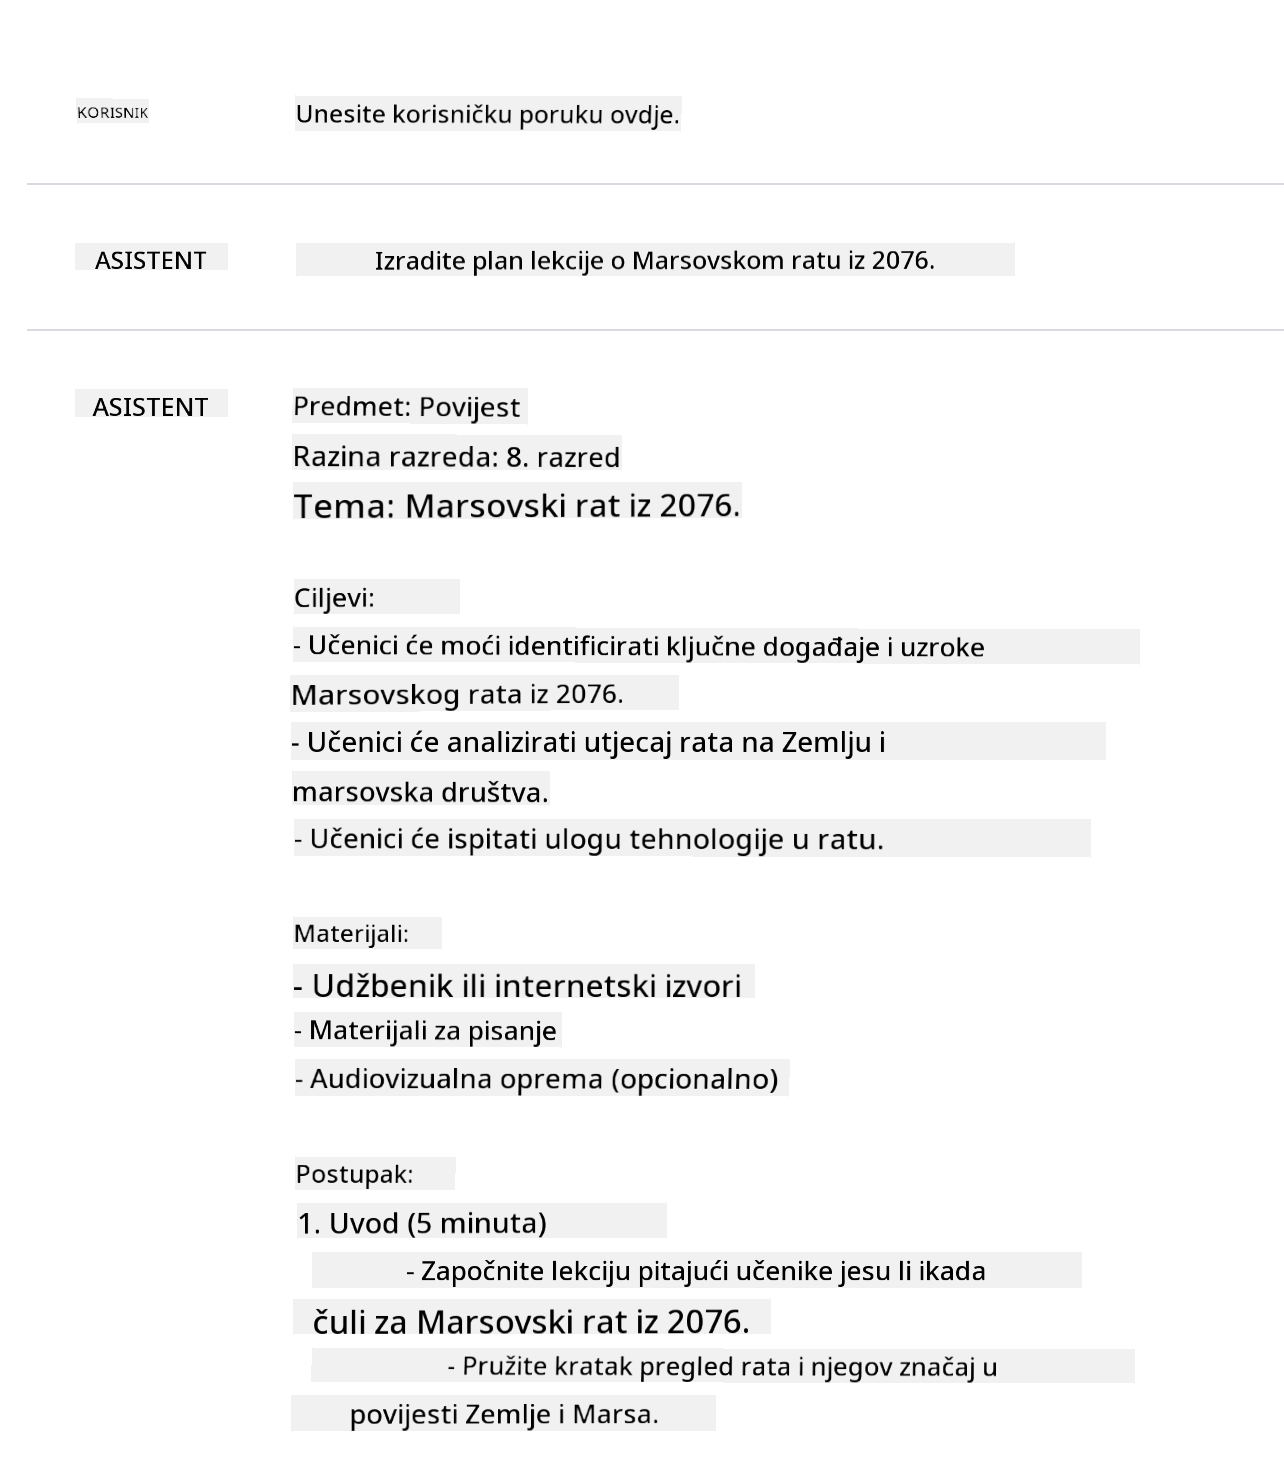 KORISNIK
Unesite korisničku poruku ovdje.
ASISTENT
Izradite plan lekcije o Marsovskom ratu iz 2076.
ASISTENT
Predmet: Povijest
Razina razreda: 8. razred
Tema: Marsovski rat iz 2076.
Ciljevi:
- Učenici će moći identificirati ključne događaje i uzroke
Marsovskog rata iz 2076.
- Učenici će analizirati utjecaj rata na Zemlju i
marsovska društva.
- Učenici će ispitati ulogu tehnologije u ratu.
Materijali:
- Udžbenik ili internetski izvori
- Materijali za pisanje
- Audiovizualna oprema (opcionalno)
Postupak:
1. Uvod (5 minuta)
- Započnite lekciju pitajući učenike jesu li ikada
čuli za Marsovski rat iz 2076.
- Pružite kratak pregled rata i njegov značaj u
povijesti Zemlje i Marsa.